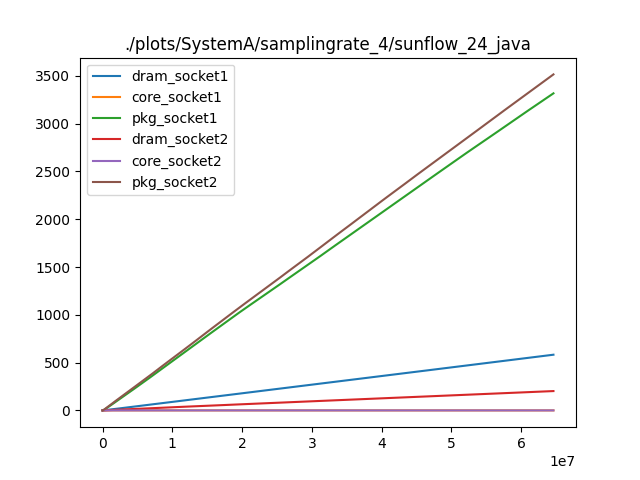 ./plots/SystemA/samplingrate_4/sunflow_24_java
dram_socket1
core_socket1
pkg_socket1
dram_socket2
core_socket2
pkg_socket2
3500
3000
2500
2000
1500
1000
500
0
0 1 2 3 4 5 6
1e7